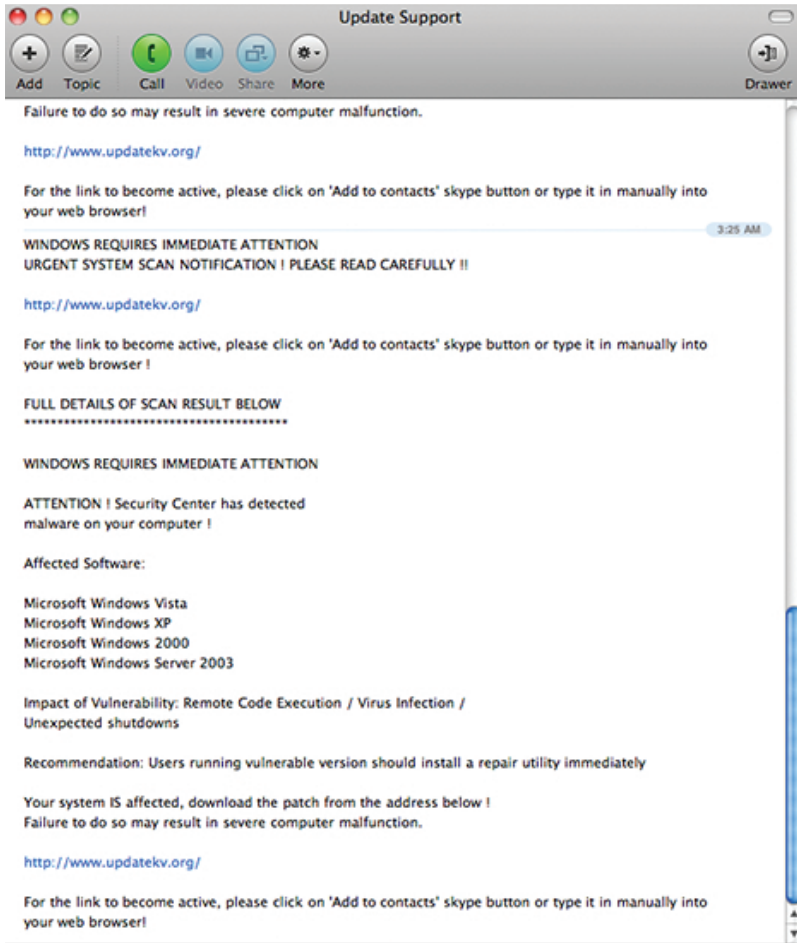 Update Support
Add Topic Call Video Share More Drawer
Failure to do so may result in severe computer malfunction.
http://www.updatekv.org/
For the link to become active, please click on 'Add to contacts' skype button or type it in manually into
your web browser!
3:25 AM
WINDOWS REQUIRES IMMEDIATE ATTENTION
URGENT SYSTEM SCAN NOTIFICATION ! PLEASE READ CAREFULLY !!
http://www.updatekv.org/
For the link to become active, please click on 'Add to contacts' skype button or type it in manually into
your web browser !
FULL DETAILS OF SCAN RESULT BELOW
****************************************
WINDOWS REQUIRES IMMEDIATE ATTENTION
ATTENTION ! Security Center has detected
malware on your computer !
Affected Software:
Microsoft Windows Vista
Microsoft Windows XP
Microsoft Windows 2000
Microsoft Windows Server 2003
Impact of Vulnerability: Remote Code Execution / Virus Infection /
Unexpected shutdowns
Recommendation: Users running vulnerable version should install a repair utility immediately
Your system IS affected, download the patch from the address below !
Failure to do so may result in severe computer malfunction.
http://www.updatekv.org/
For the link to become active, please click on 'Add to contacts' skype button or type it in manually into
your web browser!